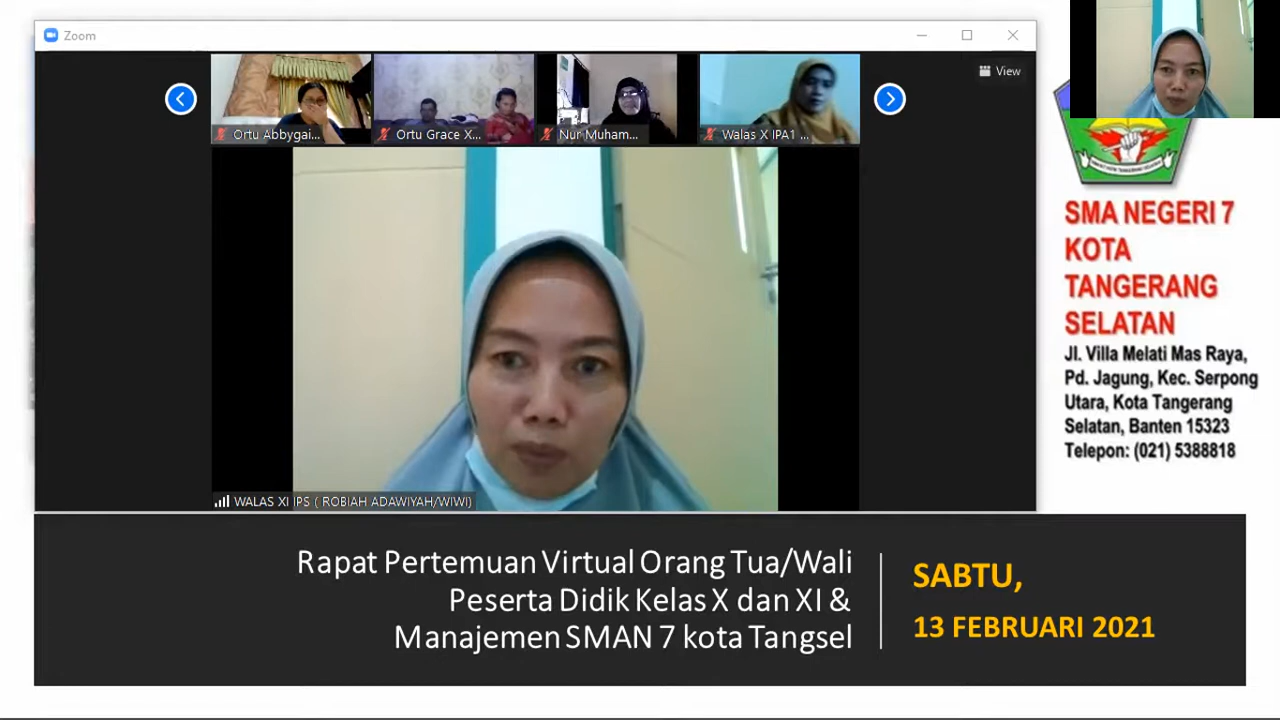 Zoom
View
Ortu Abbygai...
Ortu Grace X...
Nur Muham...
Walas X IPA1 ...
WALAS XI IPS ( ROBIAH ADAWIYAH/WIWI)
SMA NEGERI 7
KOTA
TANGERANG
SELATAN
Jl. Villa Melati Mas Raya,
Pd. Jagung, Kec. Serpong
Utara, Kota Tangerang
Selatan, Banten 15323
Telepon: (021) 5388818
Rapat Pertemuan Virtual Orang Tua/Wali
Peserta Didik Kelas X dan XI &
Manajemen SMAN 7 kota Tangsel
SABTU,
13 FEBRUARI 2021